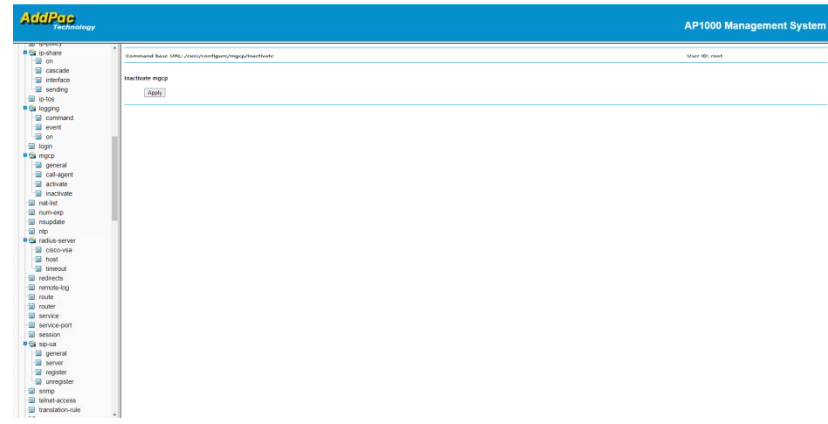 AddPac
Technology
AP1000 Management System
ip-policy
ip-share
on
cascade
interface
sending
ip-tos
logging
command
event
on
login
mgcp
general
call-agent
activate
inactivate
nat-list
num-exp
nsupdate
ntp
radius-server
cisco-vsa
host
timeout
redirects
remote-log
route
router
service
service-port
session
sip-ua
general
server
register
unregister
snmp
telnet-access
translation-rule
Command base URL: /exec/configure/mgcp/inactivate User ID: root
Inactivate mgcp
Apply